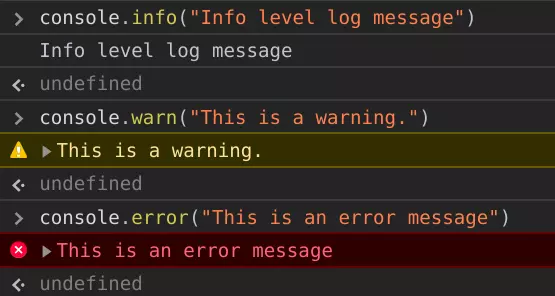 console.info("Info level log message")
Info level log message
undefined
console.warn("This is a warning.")
This is a warning.
undefined
console.error("This is an error message")
This is an error message
undefined